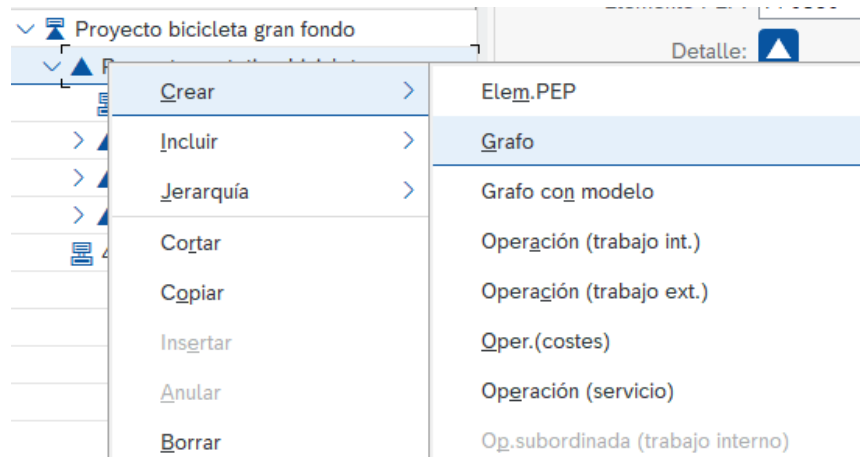 Proyecto bicicleta gran fondo
Detalle:
Crear
Incluir
Jerarquía
Cortar
Copiar
Insertar
Anular
Borrar
Elem.PEP
Grafo
Grafo con modelo
Operación (trabajo int.)
Operación (trabajo ext.)
Oper.(costes)
Operación (servicio)
Op.subordinada (trabajo interno)